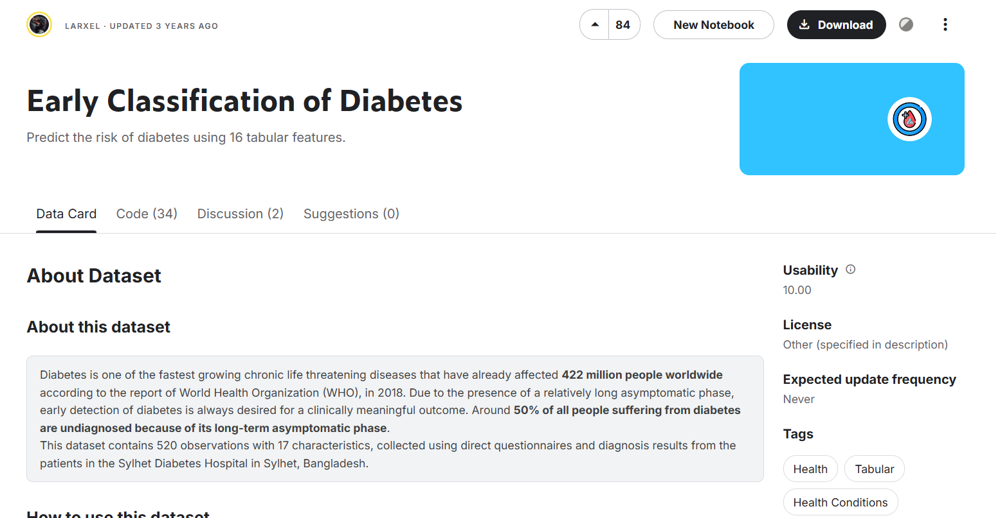 LARXEL · UPDATED 3 YEARS AGO
84
New Notebook
Download
Early Classification of Diabetes
Predict the risk of diabetes using 16 tabular features.
Data Card
Code (34)
Discussion (2)
Suggestions (0)
About Dataset
About this dataset
Diabetes is one of the fastest growing chronic life threatening diseases that have already affected 422 million people worldwide
according to the report of World Health Organization (WHO), in 2018. Due to the presence of a relatively long asymptomatic phase,
early detection of diabetes is always desired for a clinically meaningful outcome. Around 50% of all people suffering from diabetes
are undiagnosed because of its long-term asymptomatic phase.
This dataset contains 520 observations with 17 characteristics, collected using direct questionnaires and diagnosis results from the
patients in the Sylhet Diabetes Hospital in Sylhet, Bangladesh.
How to use this dataset
Usability
10.00
License
Other (specified in description)
Expected update frequency
Never
Tags
Health
Tabular
Health Conditions